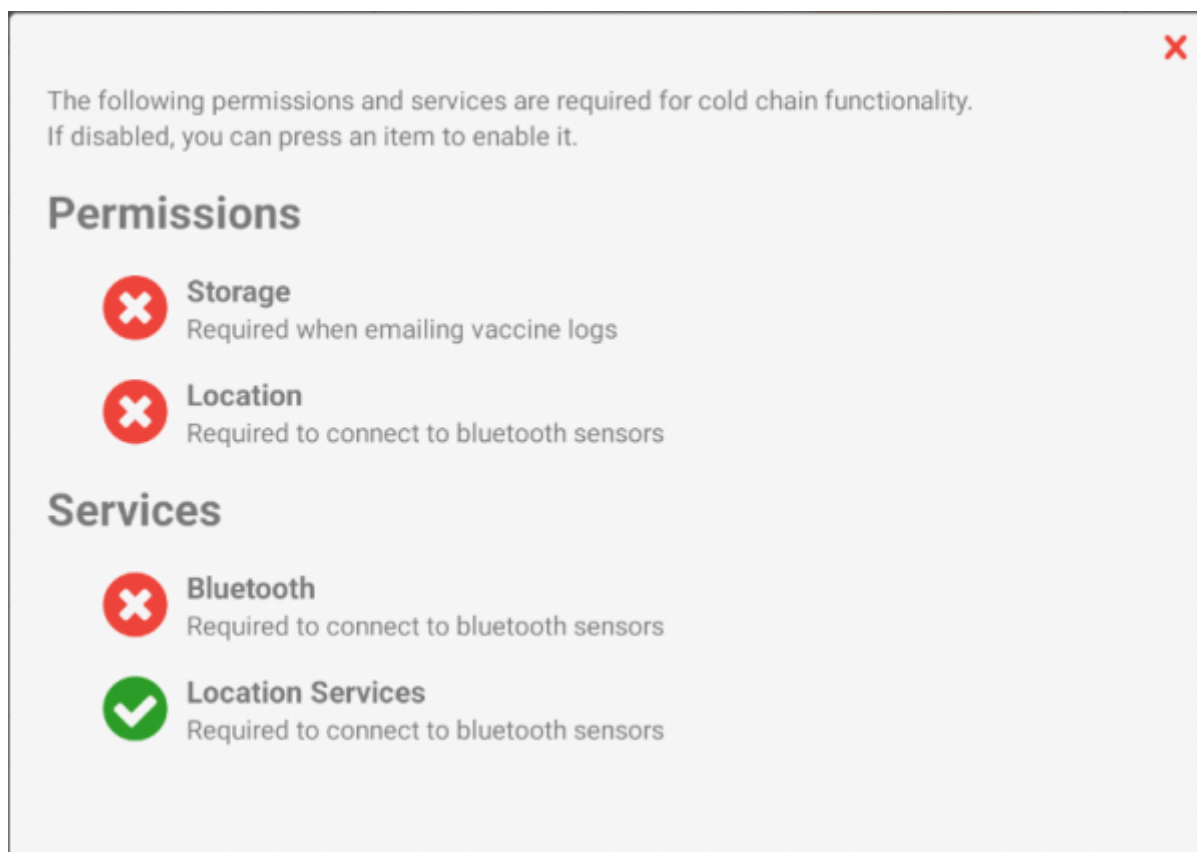 The following permissions and services are required for cold chain functionality.
If disabled, you can press an item to enable it.
Permissions
Storage
Required when emailing vaccine logs
Location
Required to connect to bluetooth sensors
Services
Bluetooth
Required to connect to bluetooth sensors
Location Services
Required to connect to bluetooth sensors